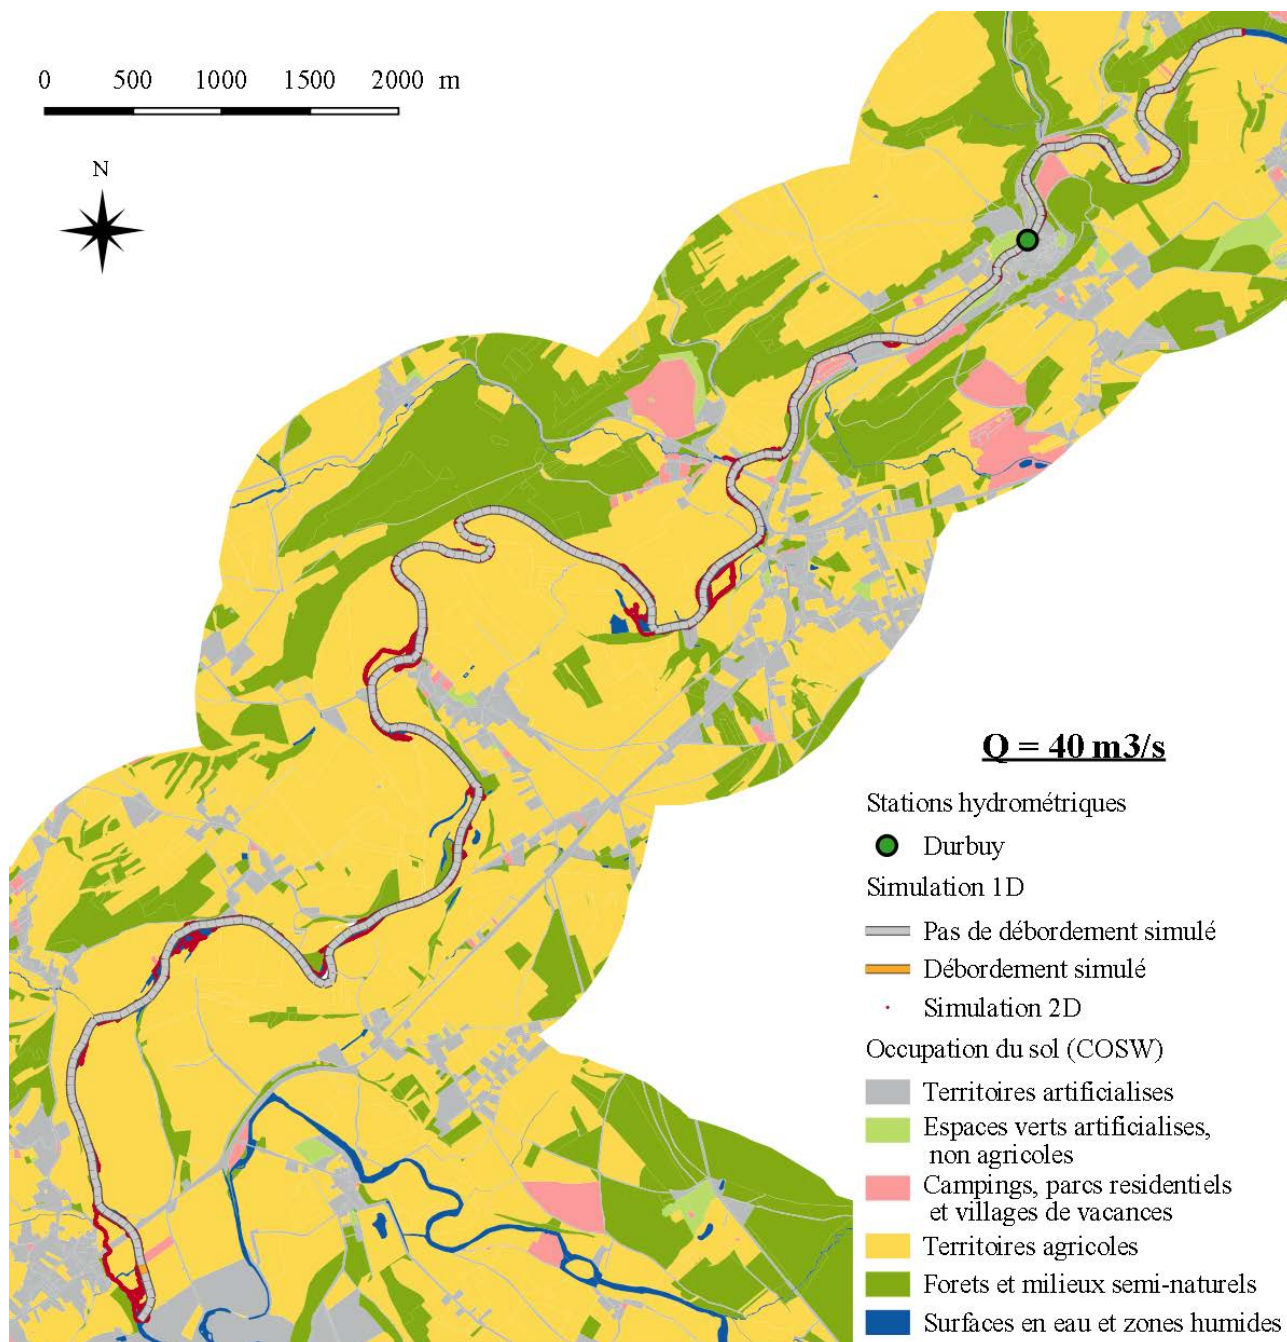 0 500 1000 1500 2000 m
N
Q = 40 m3/s
Stations hydrométriques
Durbuy
Simulation 1D
Pas de débordement simulé
Débordement simulé
Simulation 2D
Occupation du sol (COSW)
Territoires artificialises
Espaces verts artificialises,
non agricoles
Campings, parcs residentiels
et villages de vacances
Territoires agricoles
Forets et milieux semi-naturels
Surfaces en eau et zones humides